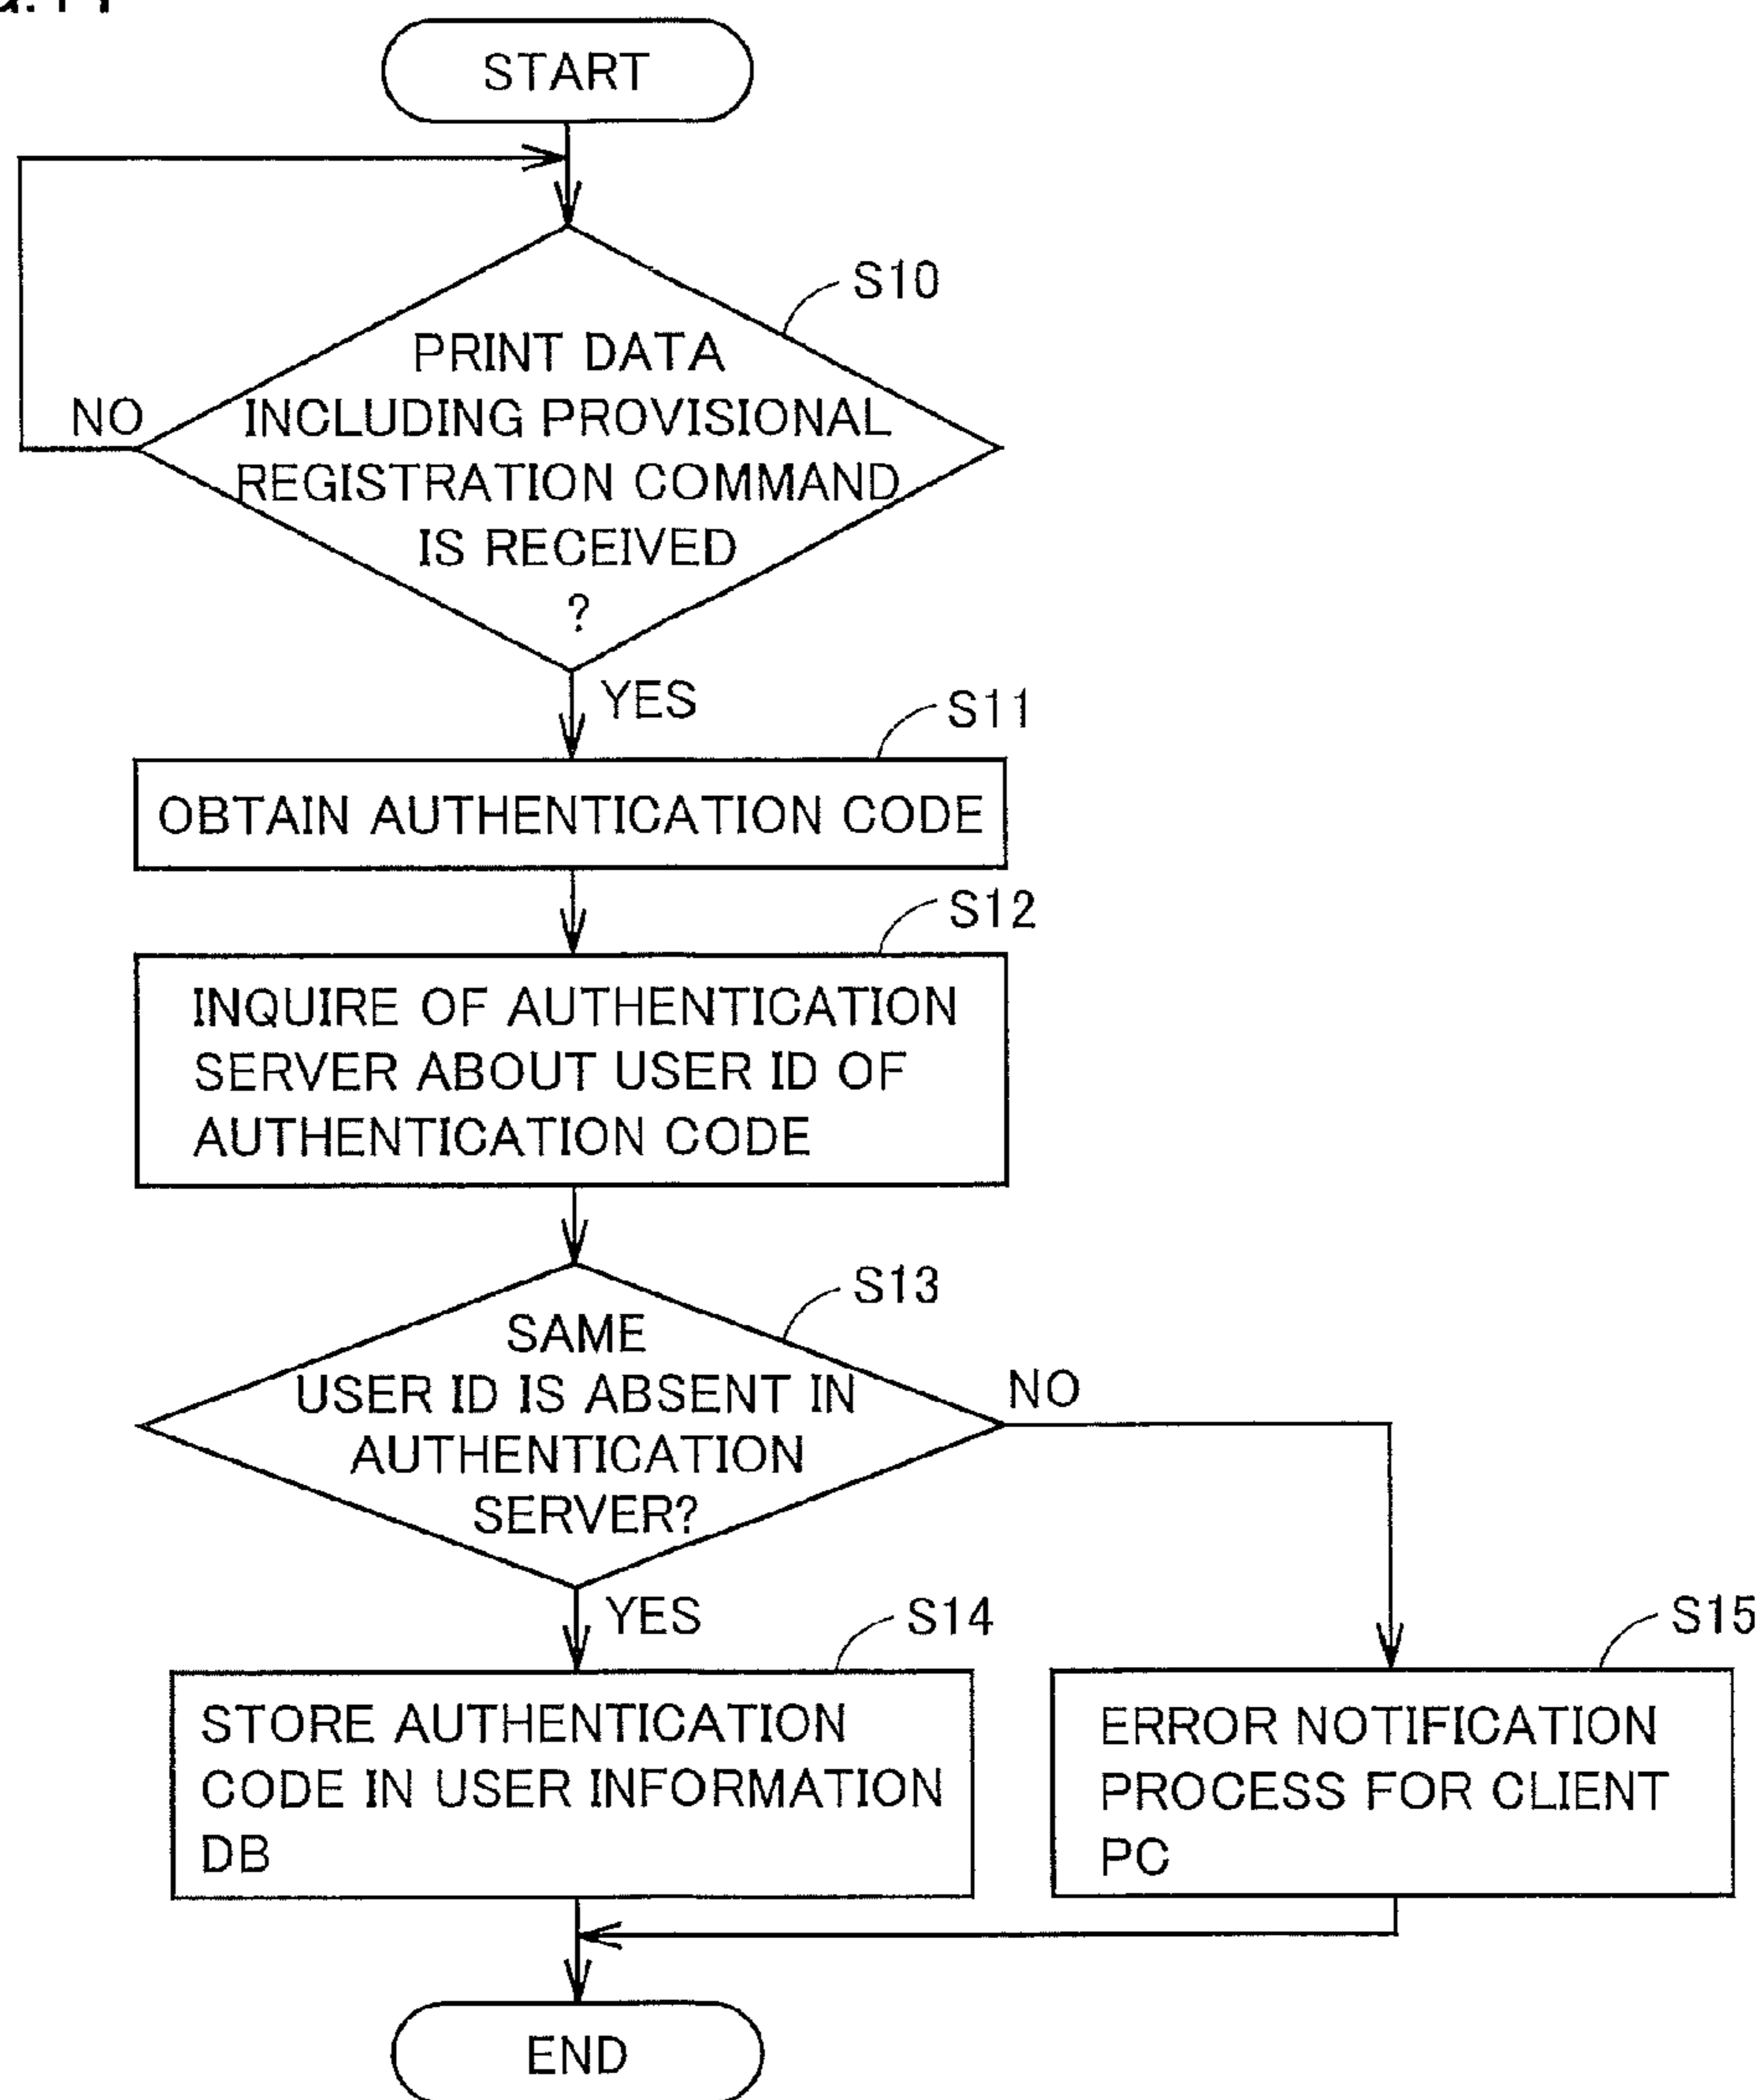 START
S10
PRINT DATA
INCLUDING PROVISIONAL
REGISTRATION COMMAND
IS RECEIVED
?
NO
YES
S11
OBTAIN AUTHENTICATION CODE
S12
INQUIRE OF AUTHENTICATION
SERVER ABOUT USER ID OF
AUTHENTICATION CODE
S13
SAME
USER ID IS ABSENT IN
AUTHENTICATION
SERVER?
NO
YES
S14
STORE AUTHENTICATION
CODE IN USER INFORMATION
DB
S15
ERROR NOTIFICATION
PROCESS FOR CLIENT
PC
END